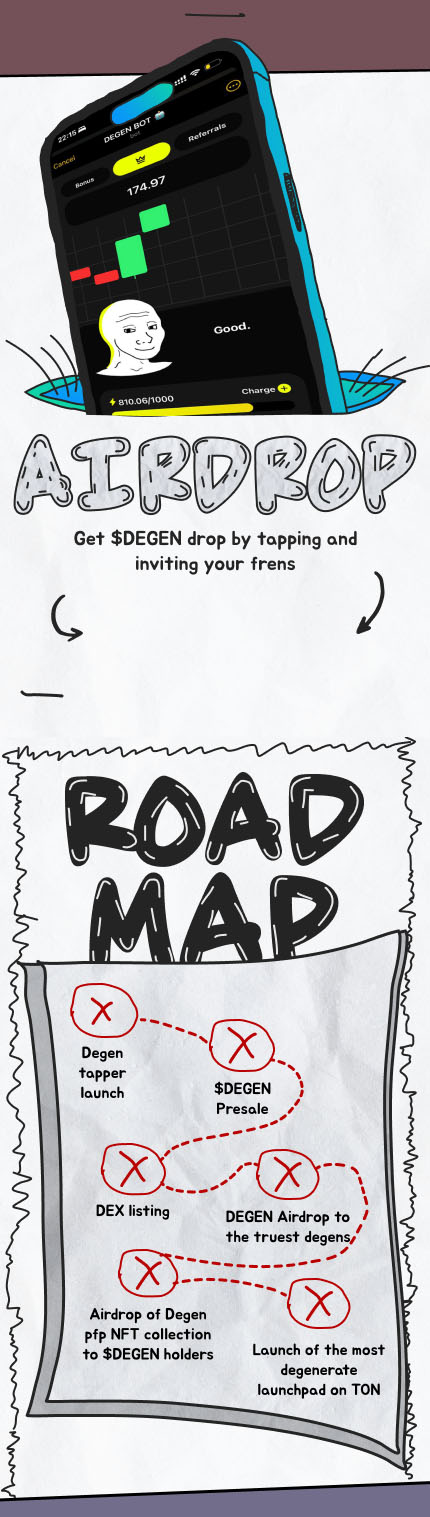 22:15
Cancel
DEGEN BOT
bot
Bonus
Referrals
174.97
Good.
810.06/1000
Charge
AIRDROP
Get $DEGEN drop by tapping and
inviting your frens
ROAD
MAP
Degen
tapper
launch
$DEGEN
Presale
DEX listing
DEGEN Airdrop to
the truest degens
Airdrop of Degen
pfp NFT collection
to $DEGEN holders
Launch of the most
degenerate
launchpad on TON